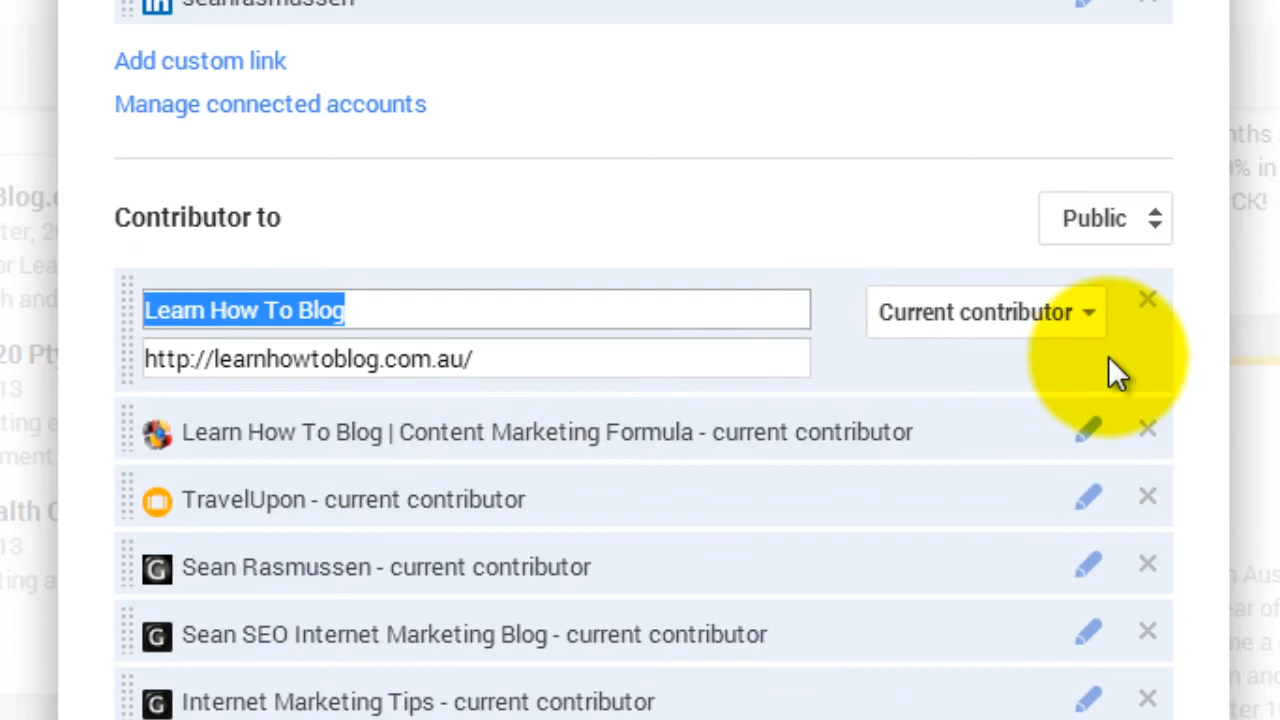 seanrasmussen
Add custom link
Manage connected accounts
Contributor to
Public
Learn How To Blog
Current contributor
http://learnhowtoblog.com.au/
Learn How To Blog | Content Marketing Formula - current contributor
TravelUpon - current contributor
Sean Rasmussen - current contributor
Sean SEO Internet Marketing Blog - current contributor
Internet Marketing Tips - current contributor